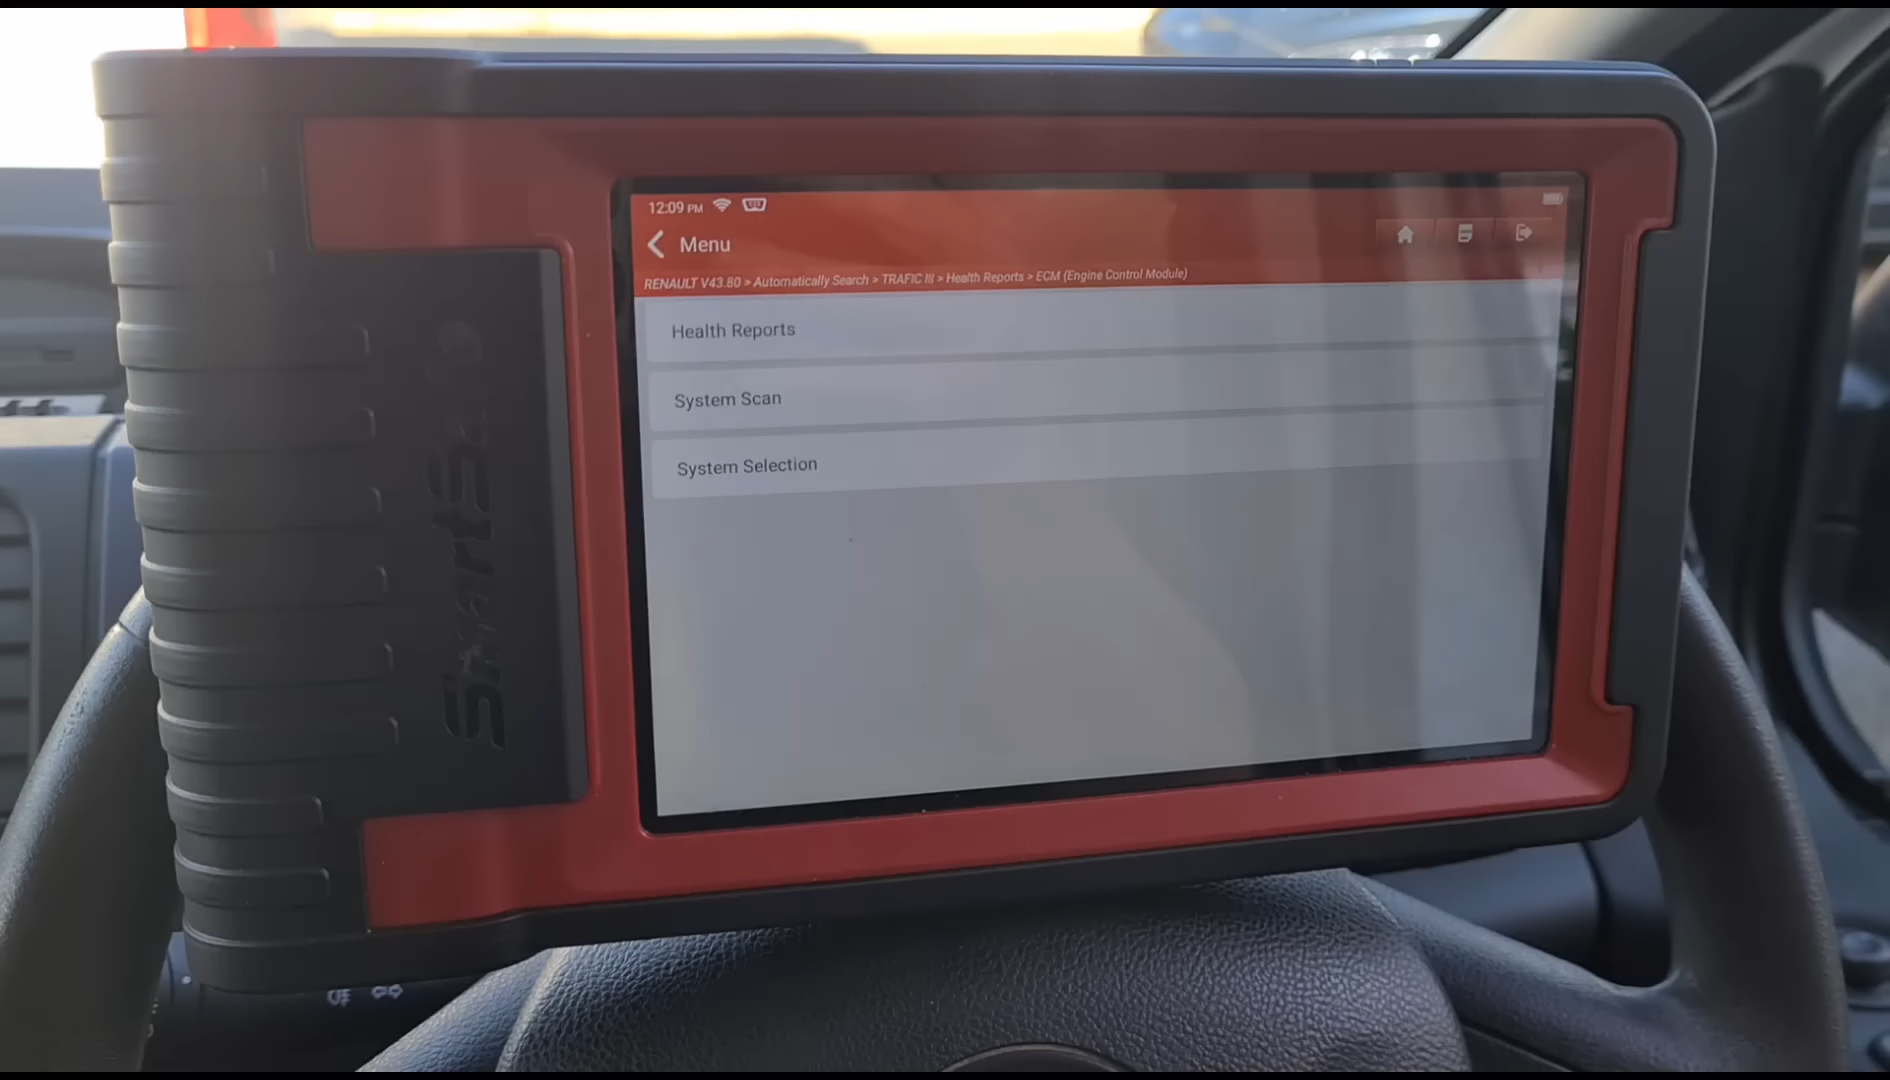 12:09 PM
Menu
RENAULT V43.80 > Automatically Search > TRAFIC III > Health Reports > ECM (Engine Control Module)
Health Reports
System Scan
System Selection